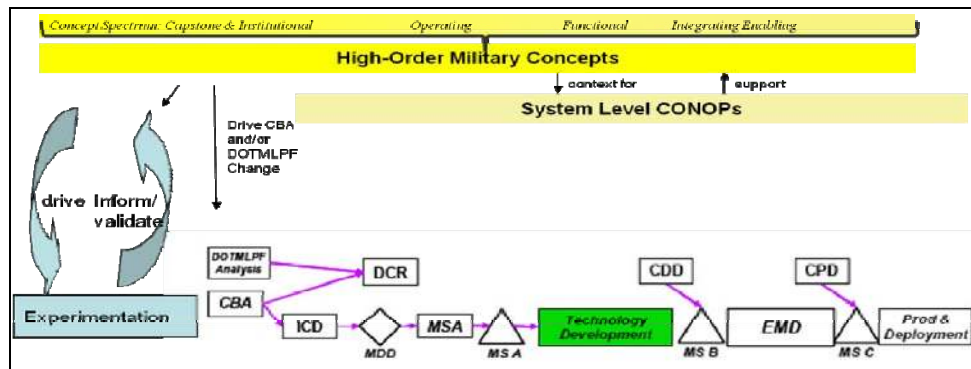 Concept Spectrum: Capstone & Institutional Operating Functional Integrating Enabling
High-Order Military Concepts
context for support
System Level CONOPs
Drive CBA
and/or
DOTMLPF
Change
drive Inform/
validate
Experimentation
DOTMLPF
Analysis
DCR
CBA
ICD
MDD
MSA
MS A
Technology
Development
CDD
MS B
EMD
CPD
MS C
Prod &
Deployment